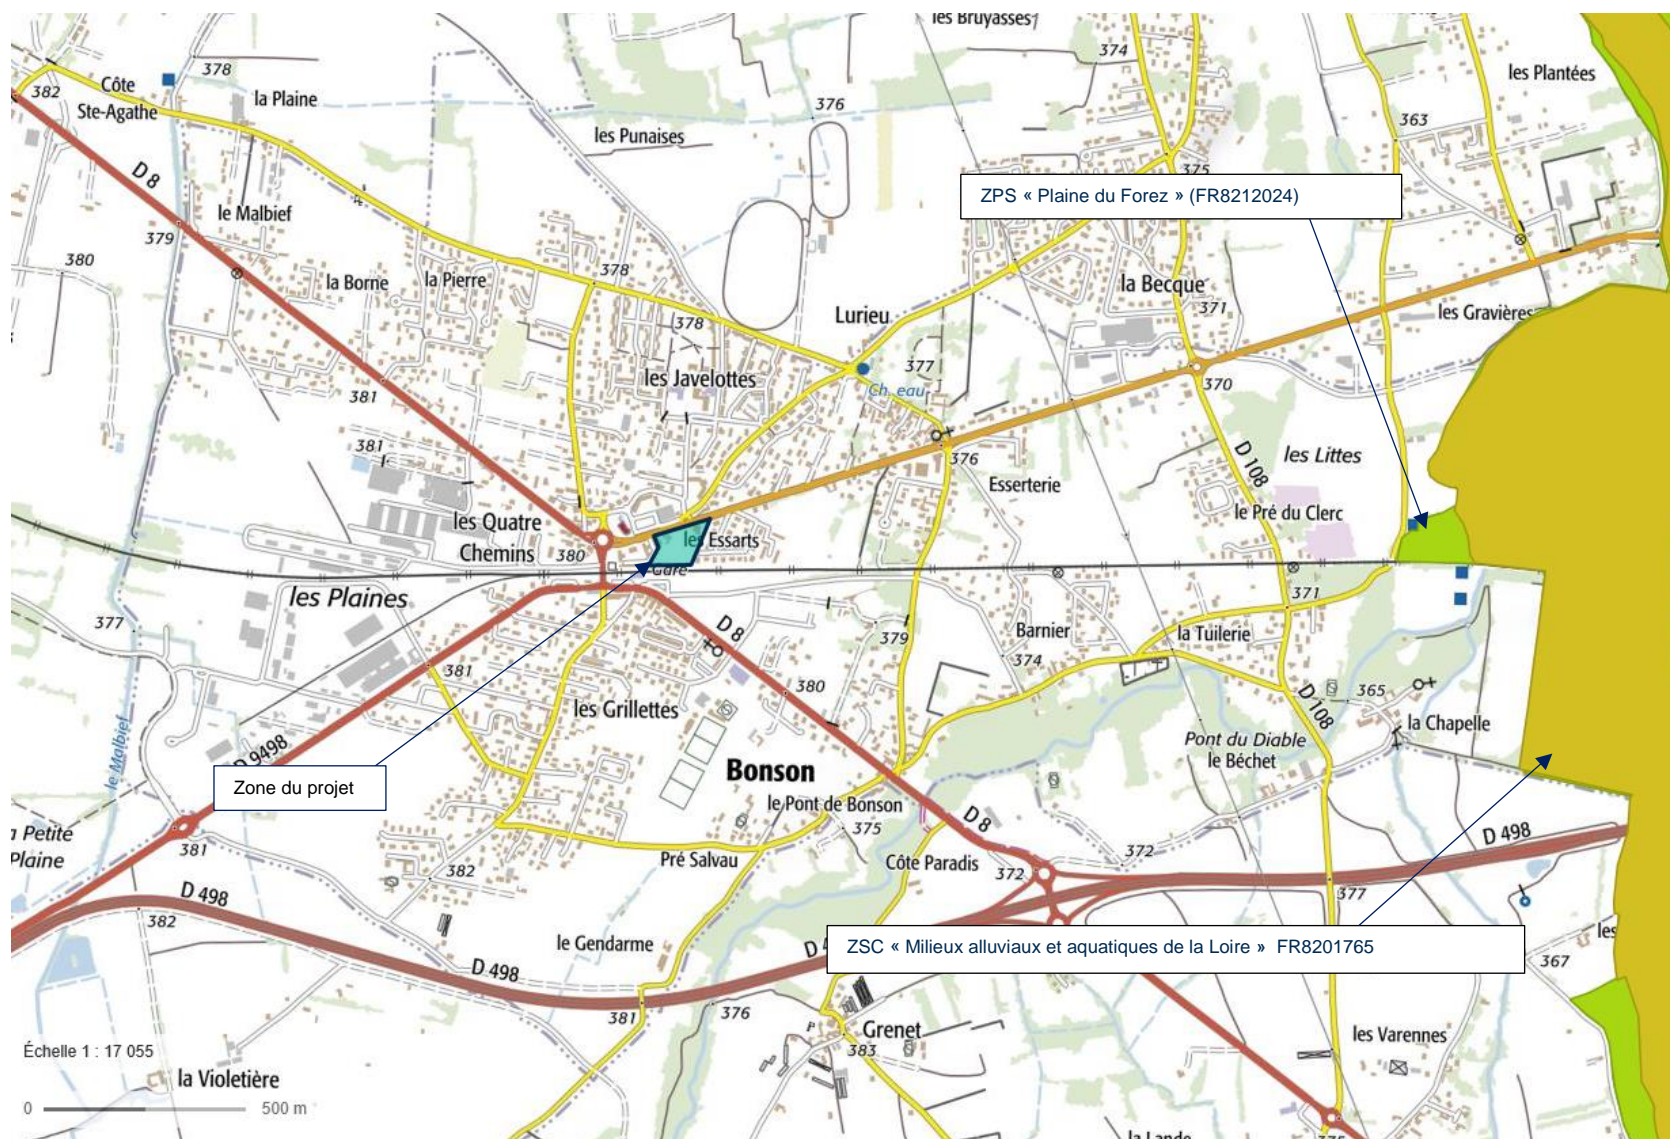 les Bruyasses
374
378
382
Côte
Ste-Agathe
la Plaine
376
les Plantées
363
les Punaises
375
D 8
ZPS « Plaine du Forez » (FR8212024)
le Malbief
379
380
la Borne
la Pierre
378
la Becque
371
Lurieu
les Gravières
378
377
370
les Javelottes
Ch. eau
381
381
376
les Littes
D 108
Esserterie
les Quatre
Chemins
380
les Essarts
le Pré du Clerc
Gare
les Plaines
371
377
D 8
379
Barnier
la Tuilerie
374
381
380
365
les Grillettes
D 108
la Chapelle
Pont du Diable
le Béchet
le Malbief
D 9498
Bonson
Zone du projet
le Pont de Bonson
375
D 8
Petite
Plaine
381
D 498
Pré Salvau
Côte Paradis
372
372
382
377
D 498
382
le Gendarme
D 4
ZSC « Milieux alluviaux et aquatiques de la Loire » FR8201765
les
367
D 498
381
376
Grenet
383
les Varennes
Échelle 1 : 17 055
la Violetière
0
500 m
la Lande
375